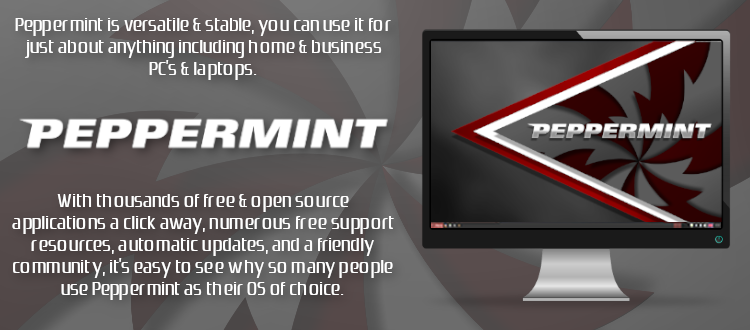 Peppermint is versatile & stable, you can use it for
just about anything including home & business
PC's & laptops.
PEPPERMINT
With thousands of free & open source
applications a click away, numerous free support
resources, automatic updates, and a friendly
community, it's easy to see why so many people
use Peppermint as their OS of choice.
PEPPERMINT